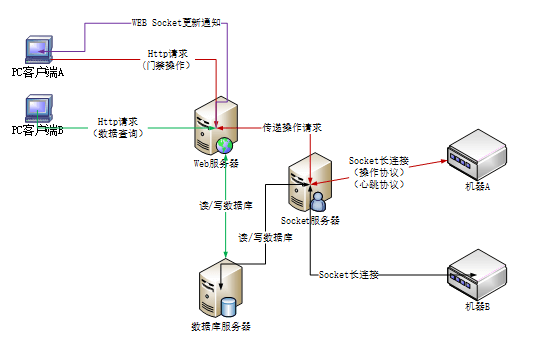 WEB Socket更新通知
Http请求
（门禁操作）
PC客户端A
Http请求
（数据查询）
PC客户端B
传递操作请求
Web服务器
Socket长连接
（操作协议）
（心跳协议）
机器A
Socket服务器
读/写数据库
读/写数据库
Socket长连接
机器B
数据库服务器